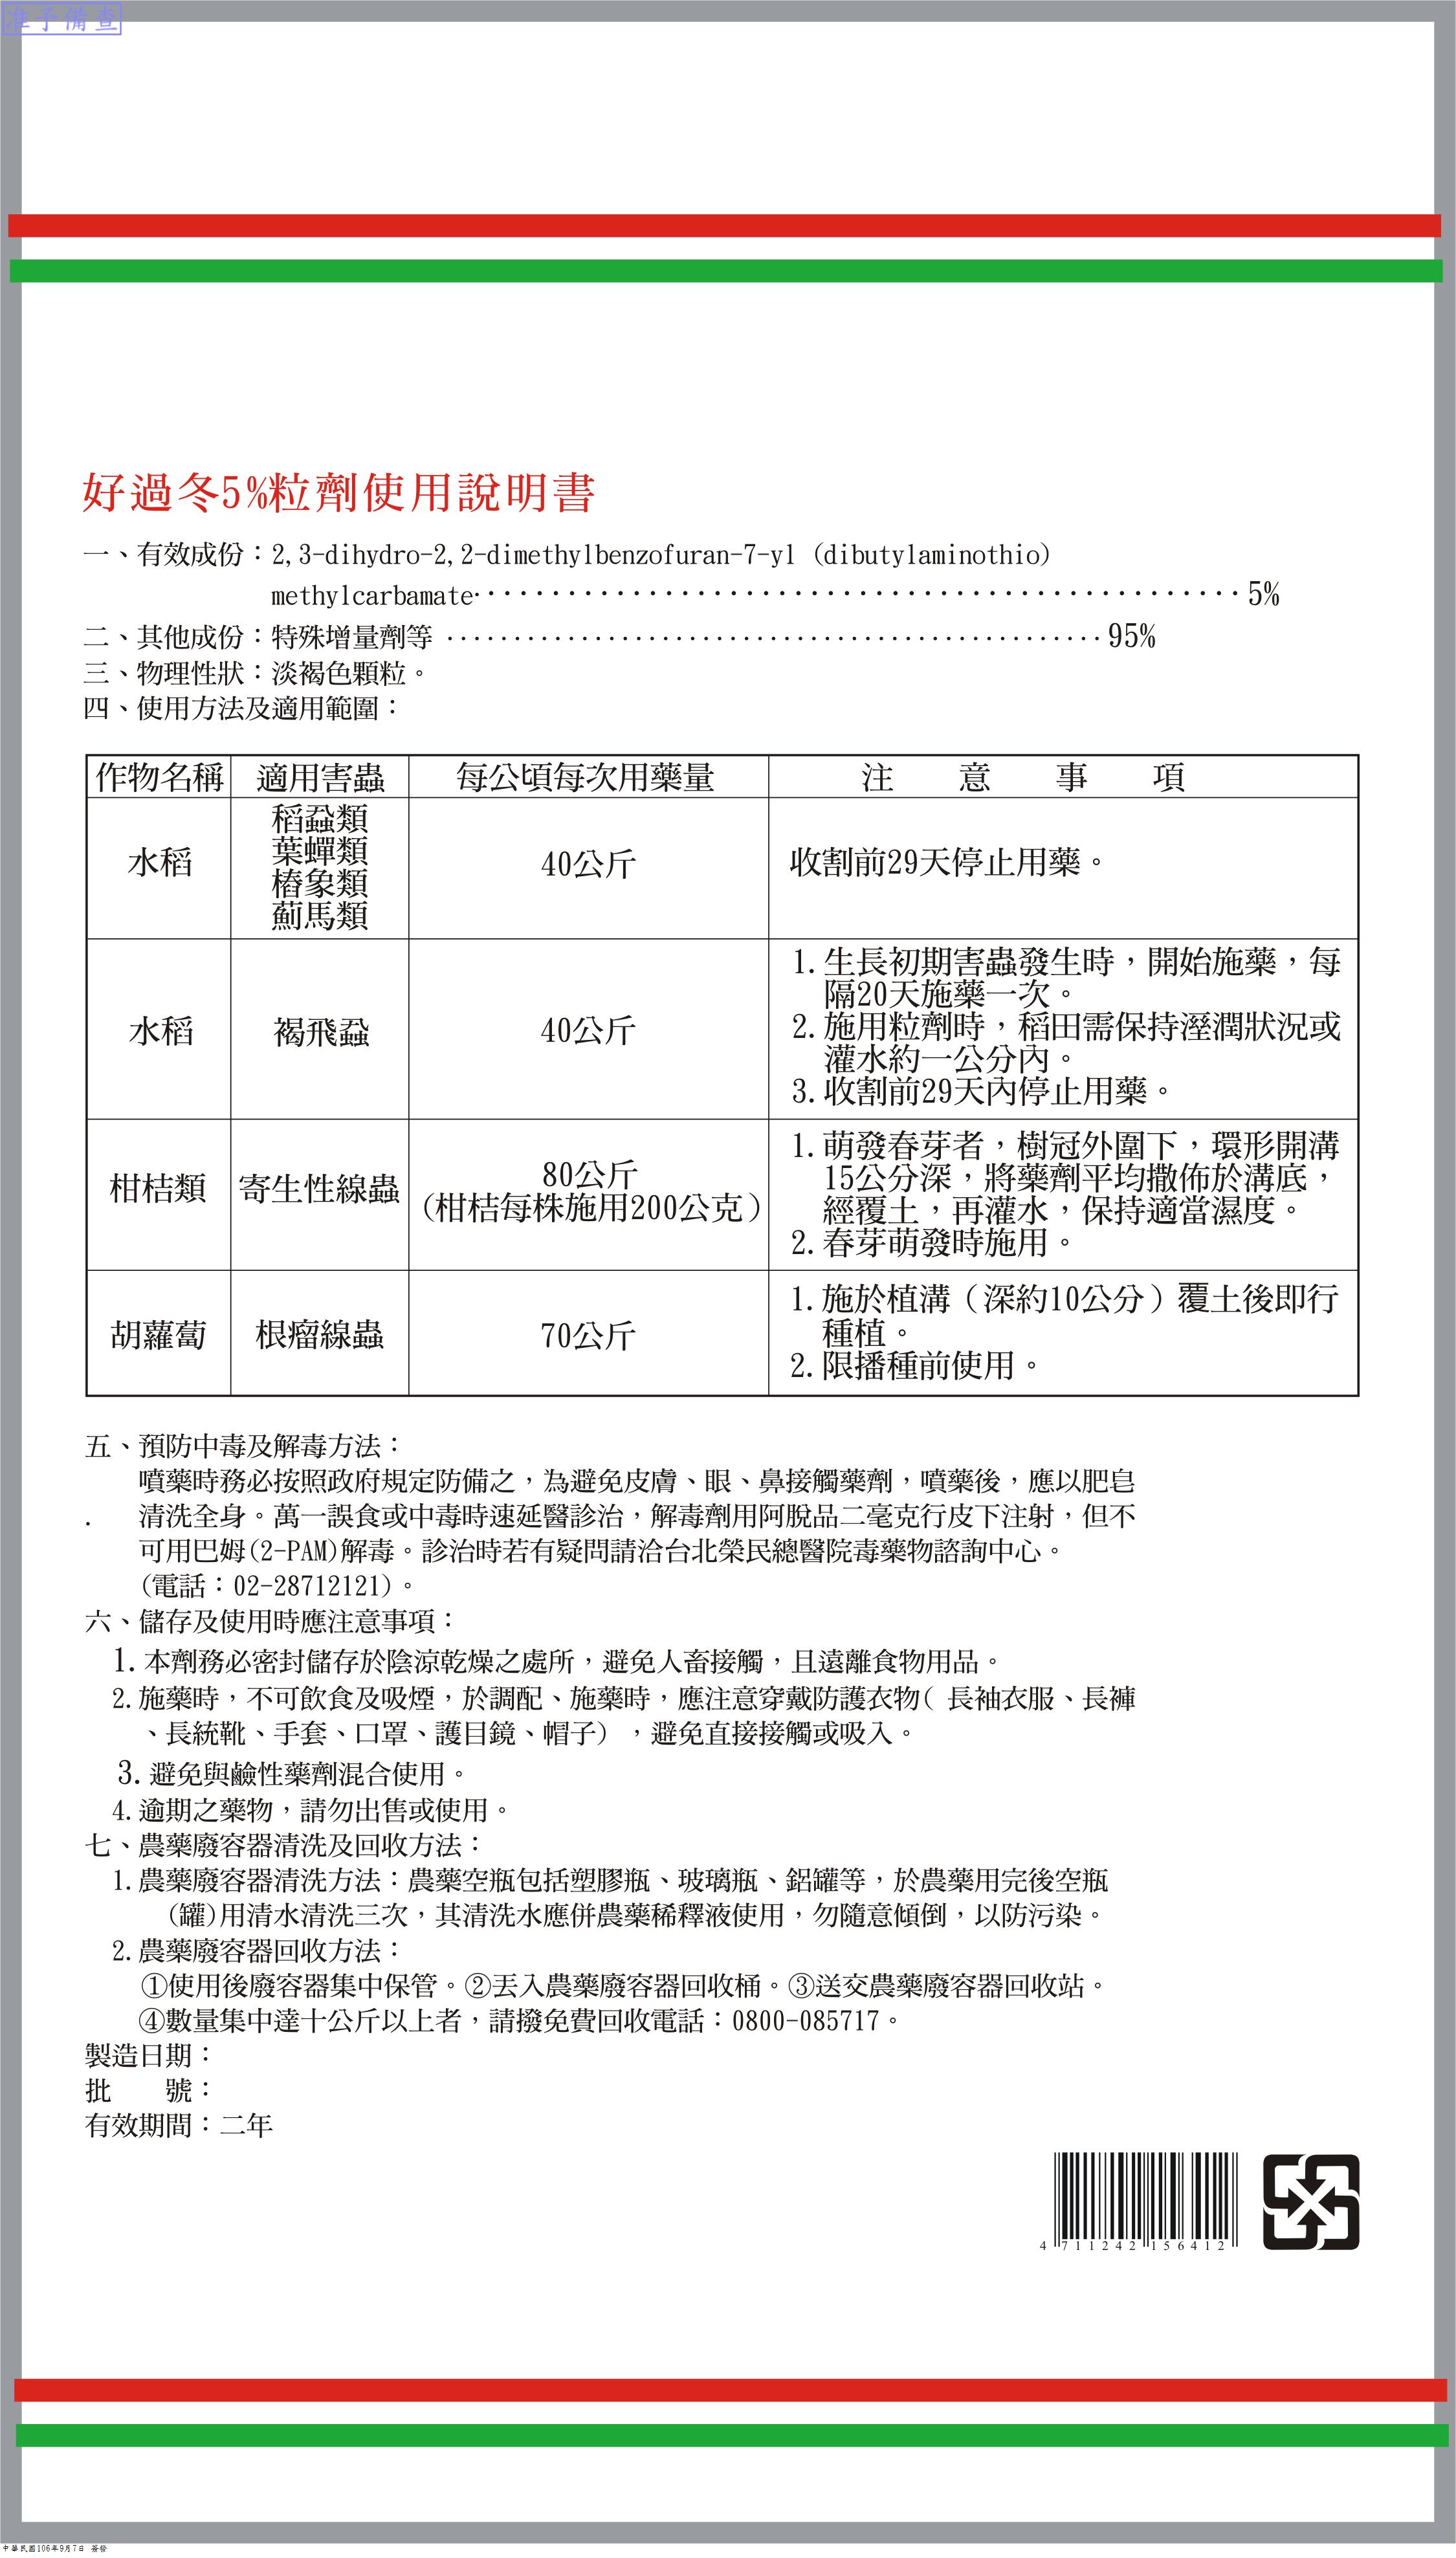 准予備查
好過冬5%粒劑使用說明書
一、有效成份：2,3-dihydro-2,2-dimethylbenzofuran-7-yl (dibutylaminothio)
methylcarbamate················································5%
二、其他成份：特殊增量劑等 ·················································95%
三、物理性狀：淡褐色顆粒。
四、使用方法及適用範圍：
作物名稱 適用害蟲 每公頃每次用藥量 注 意 事 項
水稻
稻蝨類
葉蟬類
椿象類
薊馬類
40公斤
收割前29天停止用藥。
水稻
褐飛蝨
40公斤
1.生長初期害蟲發生時，開始施藥，每
隔20天施藥一次。
2.施用粒劑時，稻田需保持溼潤狀況或
灌水約一公分內。
3.收割前29天內停止用藥。
柑桔類
寄生性線蟲
80公斤
(柑桔每株施用200公克)
1.萌發春芽者，樹冠外圍下，環形開溝
15公分深，將藥劑平均撒佈於溝底，
經覆土，再灌水，保持適當濕度。
2.春芽萌發時施用。
胡蘿蔔
根瘤線蟲
70公斤
1.施於植溝（深約10公分）覆土後即行
種植。
2.限播種前使用。
五、預防中毒及解毒方法：
噴藥時務必按照政府規定防備之，為避免皮膚、眼、鼻接觸藥劑，噴藥後，應以肥皂
. 清洗全身。萬一誤食或中毒時速延醫診治，解毒劑用阿脫品二毫克行皮下注射，但不
可用巴姆(2-PAM)解毒。診治時若有疑問請洽台北榮民總醫院毒藥物諮詢中心。
(電話：02-28712121)。
六、儲存及使用時應注意事項：
1.本劑務必密封儲存於陰涼乾燥之處所，避免人畜接觸，且遠離食物用品。
2.施藥時，不可飲食及吸煙，於調配、施藥時，應注意穿戴防護衣物( 長袖衣服、長褲
、長統靴、手套、口罩、護目鏡、帽子) ，避免直接接觸或吸入。
3.避免與鹼性藥劑混合使用。
4.逾期之藥物，請勿出售或使用。
七、農藥廢容器清洗及回收方法：
1.農藥廢容器清洗方法：農藥空瓶包括塑膠瓶、玻璃瓶、鋁罐等，於農藥用完後空瓶
(罐)用清水清洗三次，其清洗水應併農藥稀釋液使用，勿隨意傾倒，以防污染。
2.農藥廢容器回收方法：
①使用後廢容器集中保管。②丟入農藥廢容器回收桶。③送交農藥廢容器回收站。
④數量集中達十公斤以上者，請撥免費回收電話：0800-085717。
製造日期：
批　　號：
有效期間：二年
4 711242 156412
中華民國106年9月7日 簽發